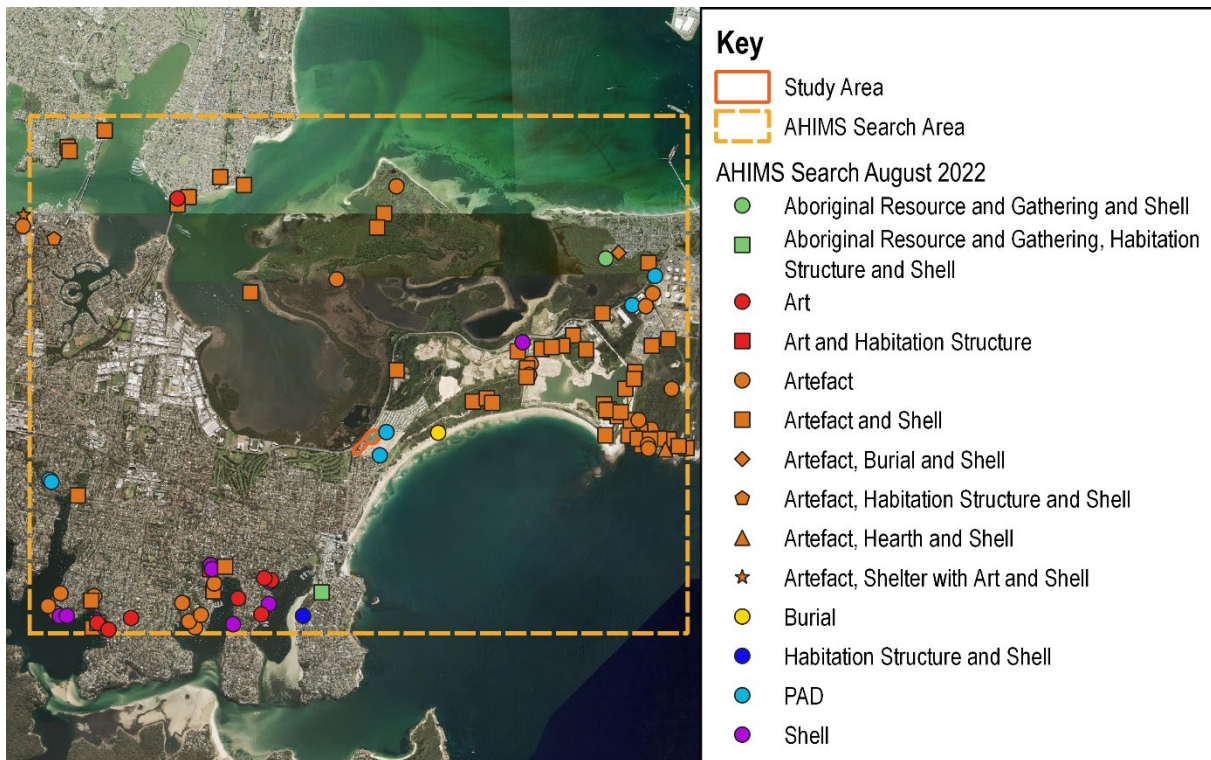 Key
Study Area
AHIMS Search Area
AHIMS Search August 2022
Aboriginal Resource and Gathering and Shell
Aboriginal Resource and Gathering, Habitation
Structure and Shell
Art
Art and Habitation Structure
Artefact
Artefact and Shell
Artefact, Burial and Shell
Artefact, Habitation Structure and Shell
Artefact, Hearth and Shell
Artefact, Shelter with Art and Shell
Burial
Habitation Structure and Shell
PAD
Shell